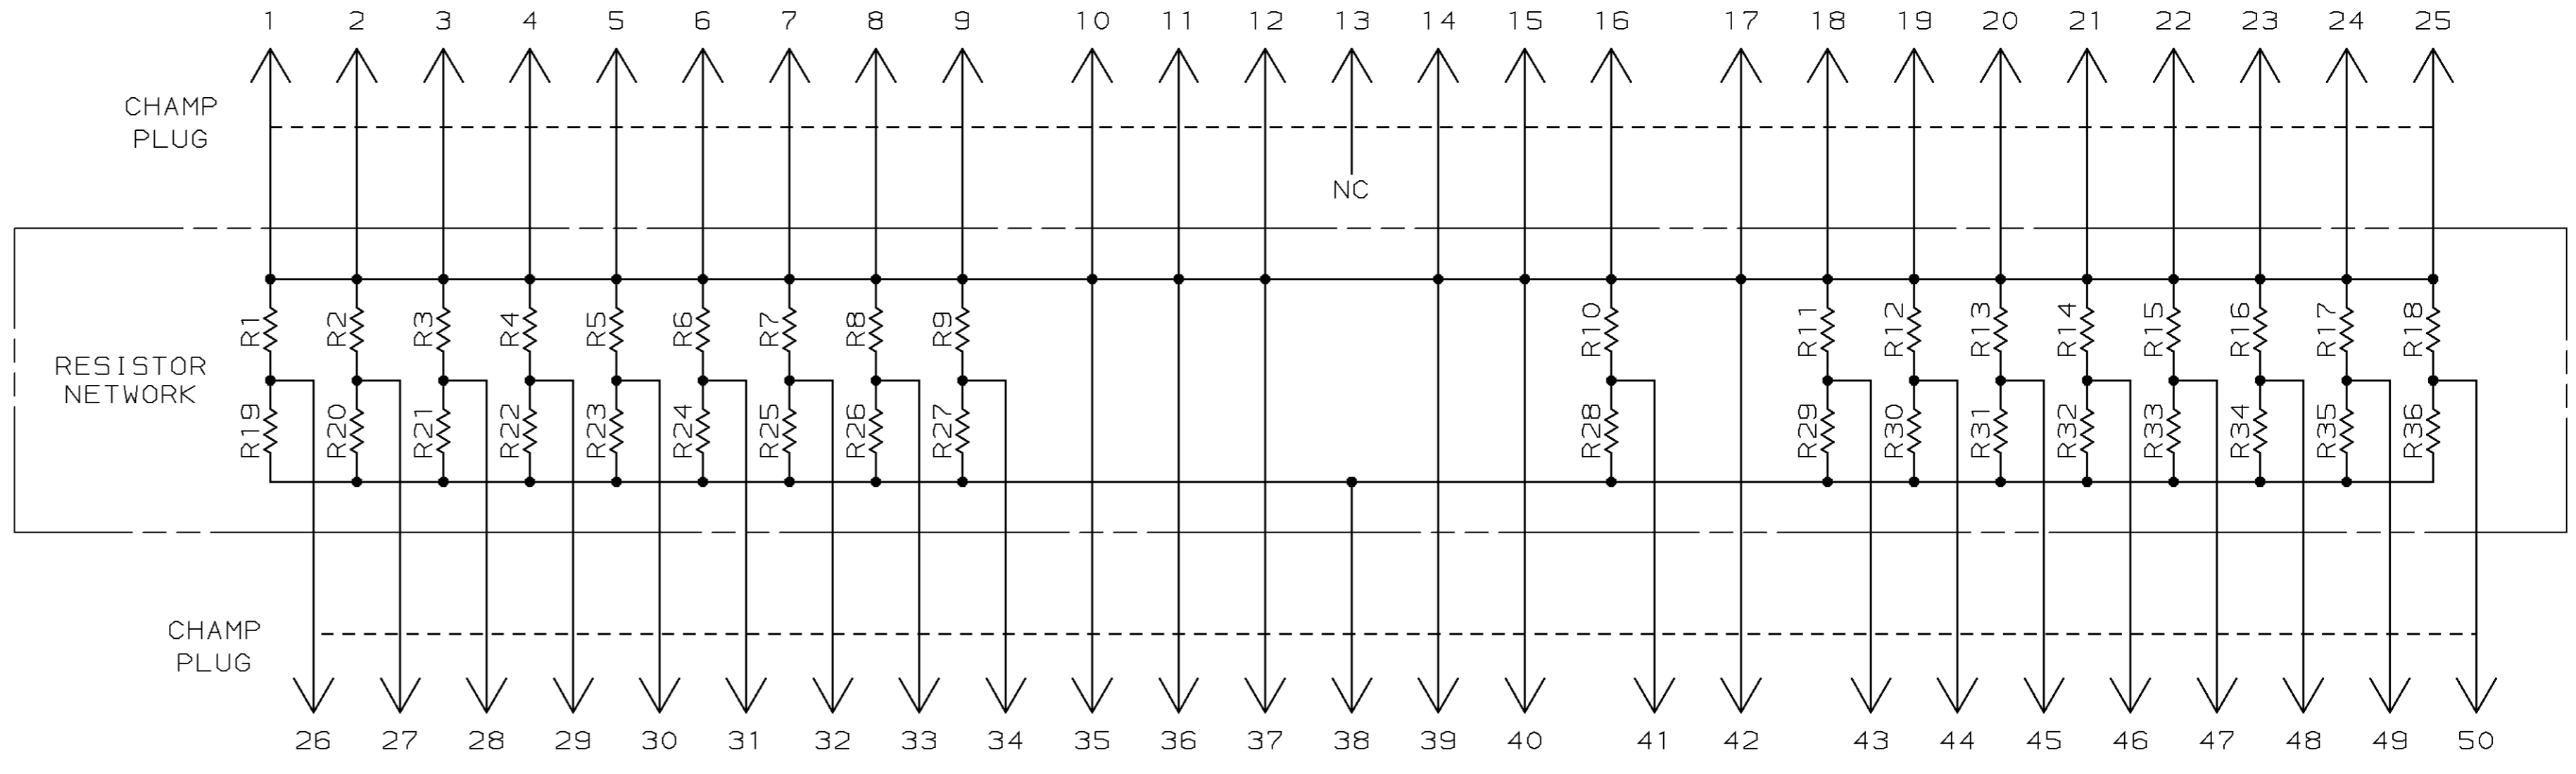 1 2 3 4 5 6 7 8 9 10 11 12 13 14 15 16 17 18 19 20 21 22 23 24 25
CHAMP
PLUG
NC
R1 R2 R3 R4 R5 R6 R7 R8 R9 R10 R11 R12 R13 R14 R15 R16 R17 R18
RESISTOR
NETWORK
R19 R20 R21 R22 R23 R24 R25 R26 R27 R28 R29 R30 R31 R32 R33 R34 R35 R36
CHAMP
PLUG
26 27 28 29 30 31 32 33 34 35 36 37 38 39 40 41 42 43 44 45 46 47 48 49 50